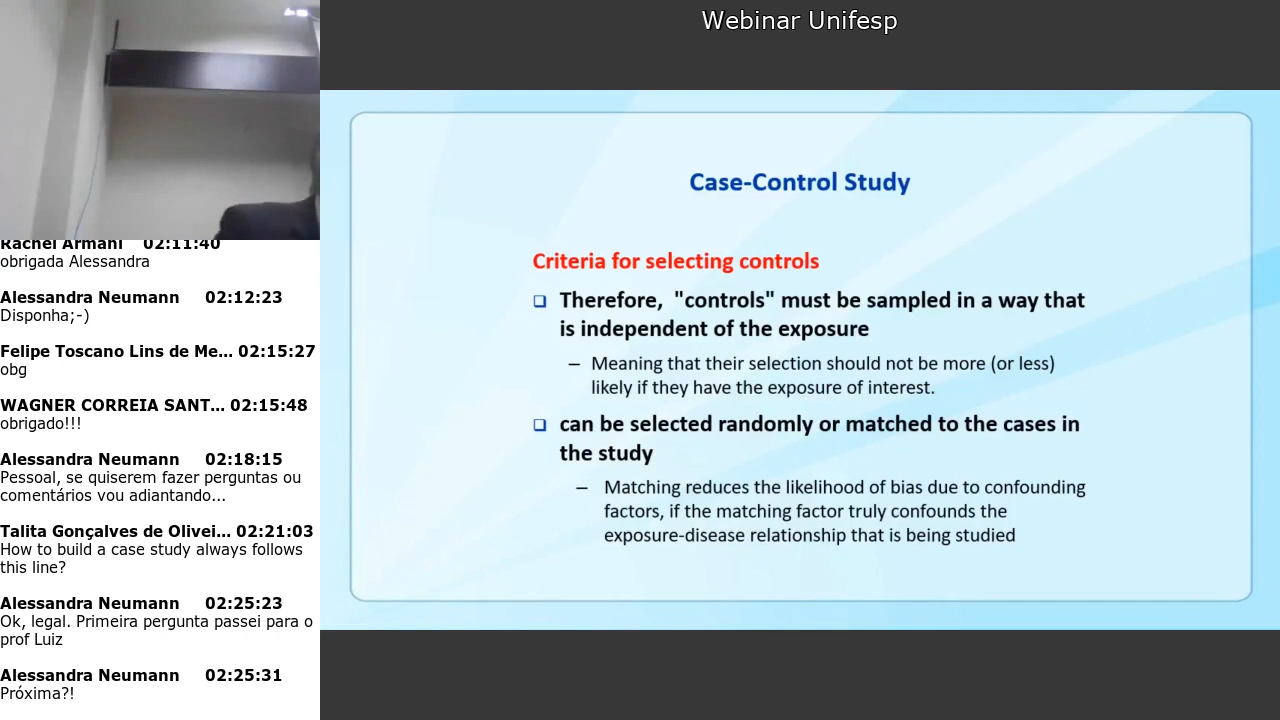 Webinar Unifesp
Rachel Armani 02:11:40
obrigada Alessandra
Alessandra Neumann 02:12:23
Disponha;-)
Felipe Toscano Lins de Me... 02:15:27
obg
WAGNER CORREIA SANT... 02:15:48
obrigado!!!
Alessandra Neumann 02:18:15
Pessoal, se quiserem fazer perguntas ou
comentários vou adiantando...
Talita Gonçalves de Olivei... 02:21:03
How to build a case study always follows
this line?
Alessandra Neumann 02:25:23
Ok, legal. Primeira pergunta passei para o
prof Luiz
Alessandra Neumann 02:25:31
Próxima?!
Case-Control Study
Criteria for selecting controls
❑ Therefore, "controls" must be sampled in a way that
is independent of the exposure
– Meaning that their selection should not be more (or less)
likely if they have the exposure of interest.
❑ can be selected randomly or matched to the cases in
the study
– Matching reduces the likelihood of bias due to confounding
factors, if the matching factor truly confounds the
exposure-disease relationship that is being studied